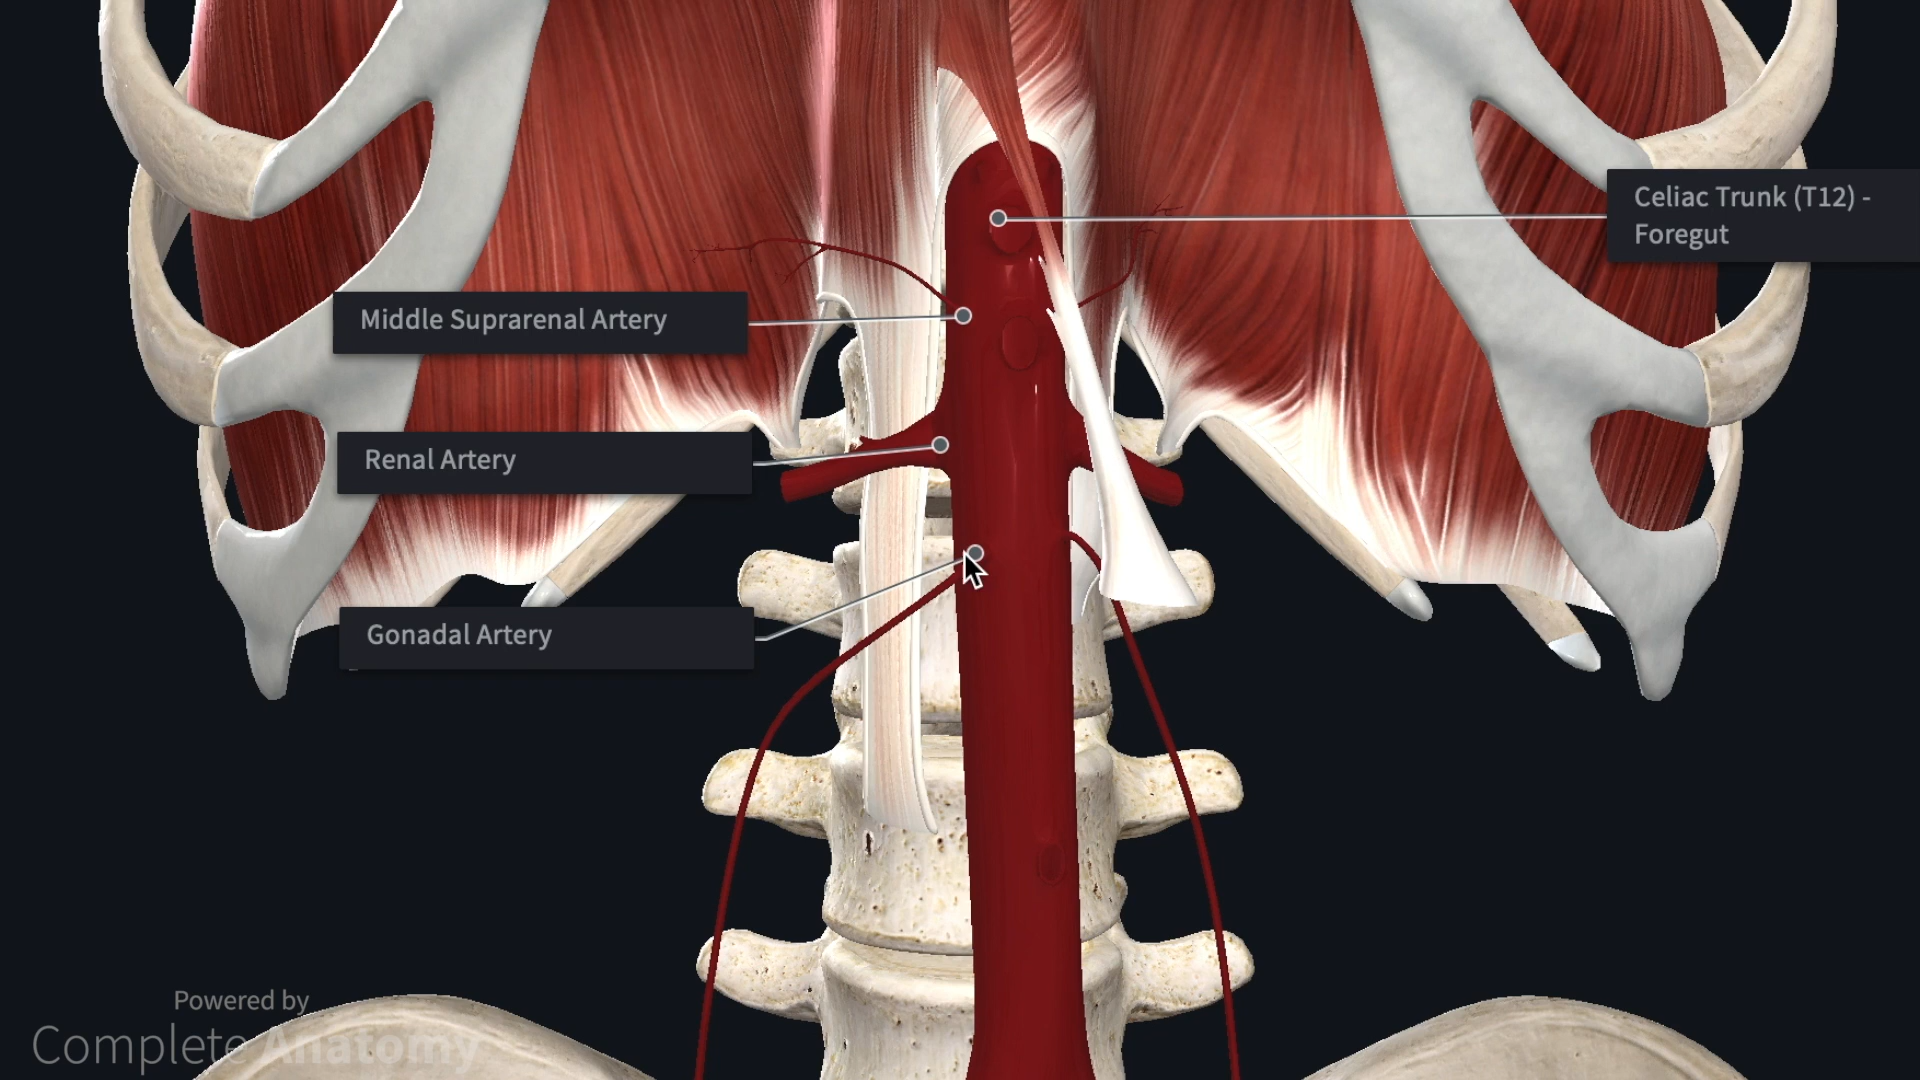 Celiac Trunk (T12) -
Foregut
Middle Suprarenal Artery
Renal Artery
Gonadal Artery
Powered by
Complete Anatomy